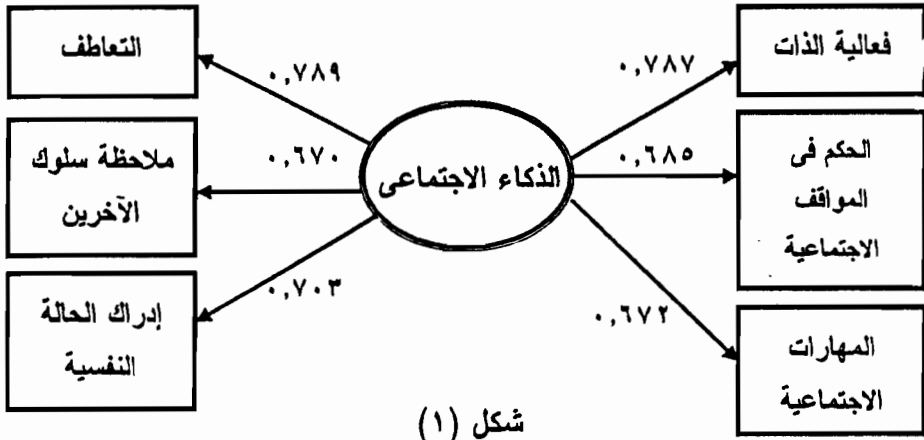 فعالية الذات
٠,٧٨٧
الحكم فى
المواقف
الاجتماعية
٠,٦٨٥
المهارات
الاجتماعية
٠,٦٧٢
الذكاء الاجتماعى
التعاطف
٠,٧٨٩
ملاحظة سلوك
الآخرين
٠,٦٧٠
إدراك الحالة
النفسية
٠,٧٠٣
شكل (١)